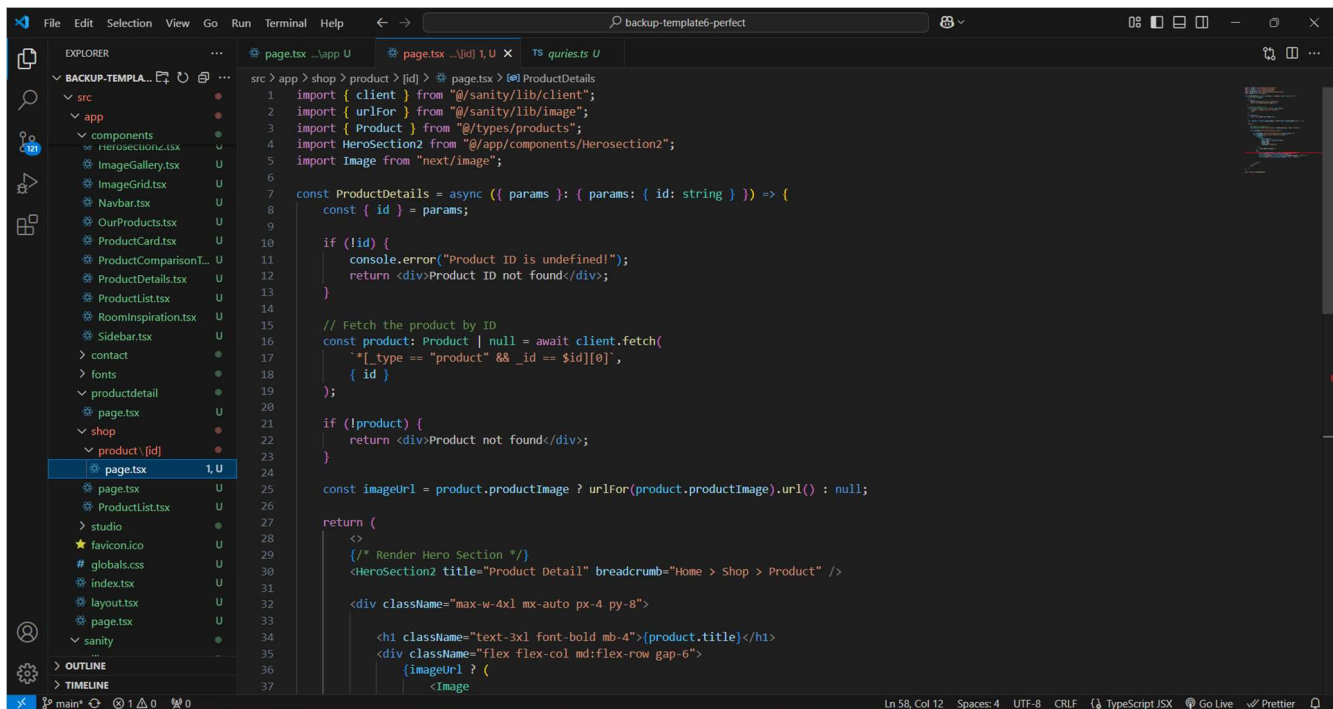 File Edit Selection View Go Run Terminal Help
backup-template6-perfect
EXPLORER
BACKUP-TEMPLA...
src
app
components
Herosection2.tsx U
ImageGallery.tsx U
ImageGrid.tsx U
Navbar.tsx U
OurProducts.tsx U
ProductCard.tsx U
ProductComparisonT... U
ProductDetails.tsx U
ProductList.tsx U
RoomInspiration.tsx U
Sidebar.tsx U
contact
fonts
productdetail
page.tsx U
shop
product\[id]
page.tsx 1, U
page.tsx U
ProductList.tsx U
studio
favicon.ico U
# globals.css U
index.tsx U
layout.tsx U
page.tsx U
sanity
OUTLINE
TIMELINE
121
page.tsx ...\app U
page.tsx ...\[id] 1, U
TS quries.ts U
src > app > shop > product > [id] > page.tsx > ProductDetails
1 import { client } from "@/sanity/lib/client";
2 import { urlFor } from "@/sanity/lib/image";
3 import { Product } from "@/types/products";
4 import HeroSection2 from "@/app/components/Herosection2";
5 import Image from "next/image";
6
7 const ProductDetails = async ({ params }: { params: { id: string } }) => {
8 const { id } = params;
9
10 if (!id) {
11 console.error("Product ID is undefined!");
12 return <div>Product ID not found</div>;
13 }
14
15 // Fetch the product by ID
16 const product: Product | null = await client.fetch(
17 `*[_type == "product" && _id == $id][0]`,
18 { id }
19 );
20
21 if (!product) {
22 return <div>Product not found</div>;
23 }
24
25 const imageUrl = product.productImage ? urlFor(product.productImage).url() : null;
26
27 return (
28 <>
29 {/* Render Hero Section */}
30 <HeroSection2 title="Product Detail" breadcrumb="Home > Shop > Product" />
31
32 <div className="max-w-4xl mx-auto px-4 py-8">
33
34 <h1 className="text-3xl font-bold mb-4">{product.title}</h1>
35 <div className="flex flex-col md:flex-row gap-6">
36 {imageUrl ? (
37 <Image
main* 1 0 0
Ln 58, Col 12 Spaces: 4 UTF-8 CRLF TypeScript JSX Go Live Prettier